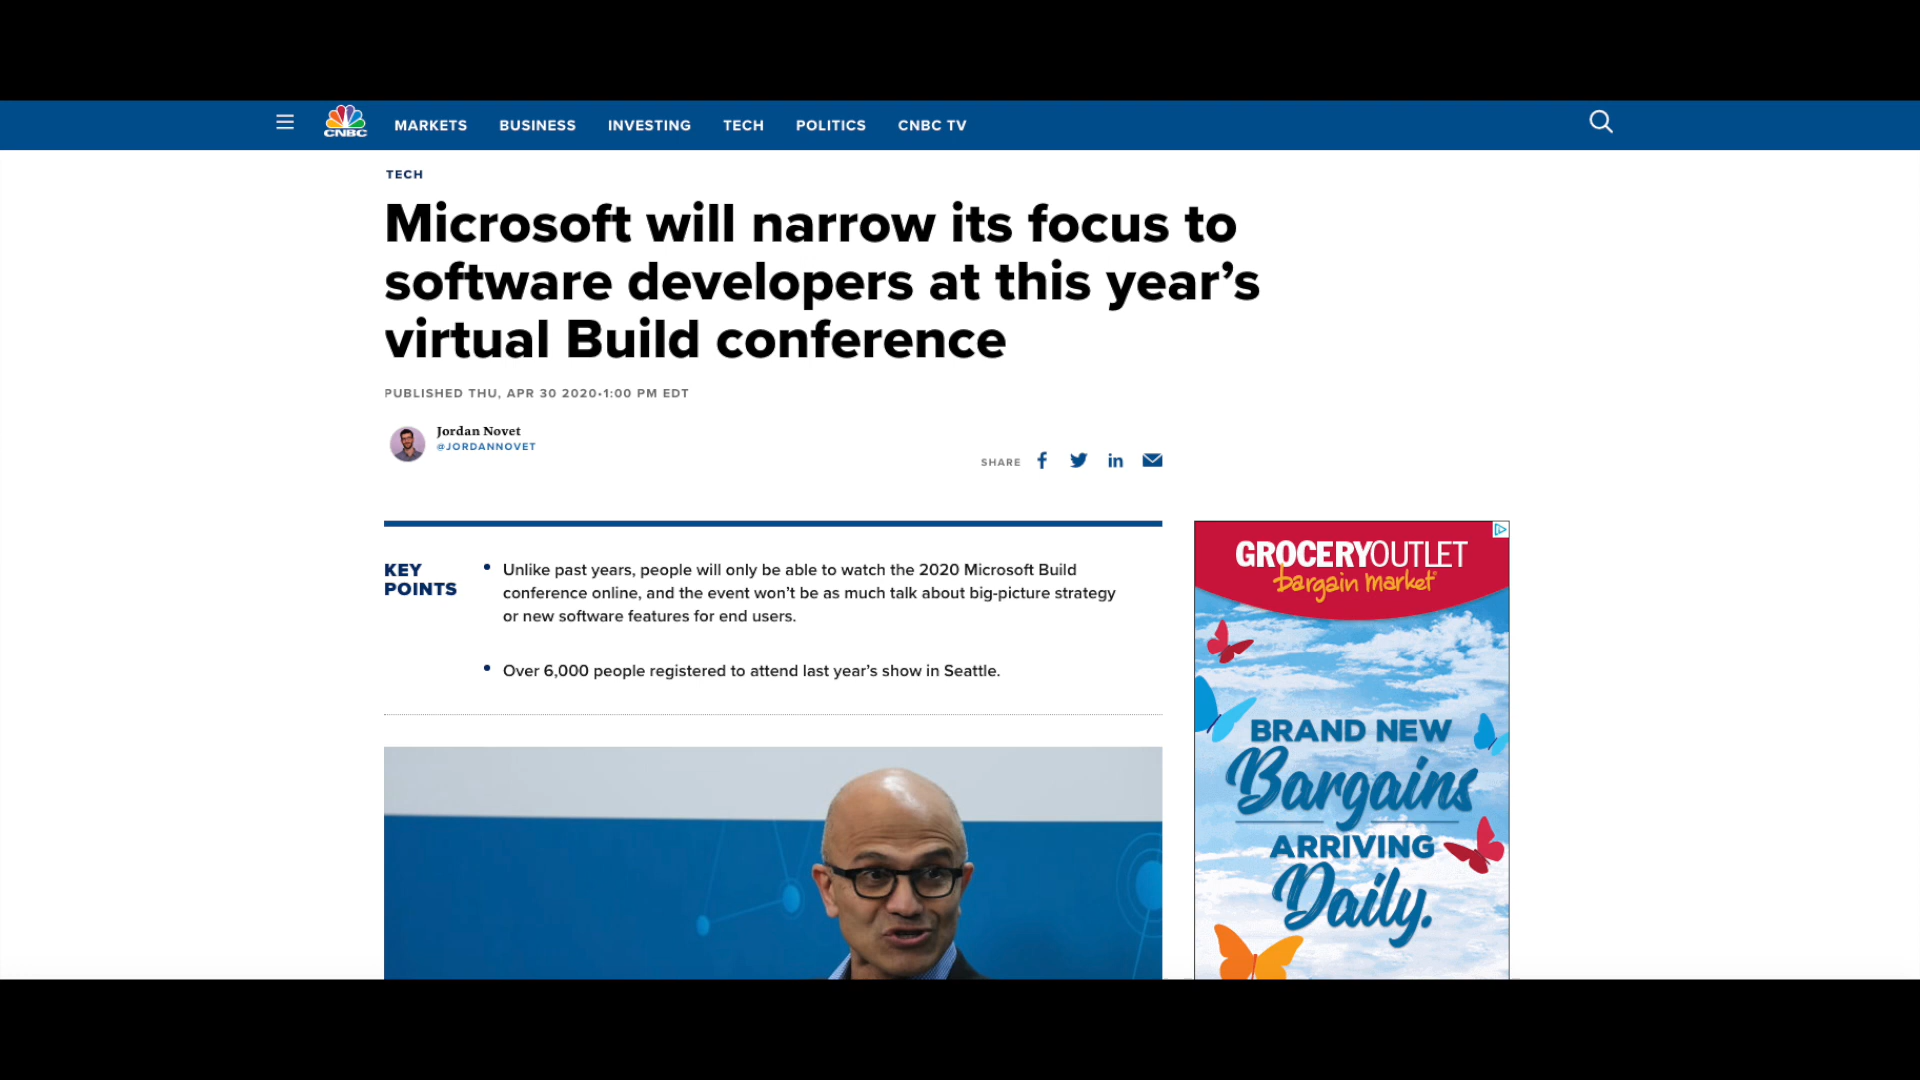 CNBC
MARKETS BUSINESS INVESTING TECH POLITICS CNBC TV
TECH
Microsoft will narrow its focus to
software developers at this year’s
virtual Build conference
PUBLISHED THU, APR 30 2020•1:00 PM EDT
Jordan Novet
@JORDANNOVET
SHARE
KEY
POINTS
• Unlike past years, people will only be able to watch the 2020 Microsoft Build
conference online, and the event won’t be as much talk about big-picture strategy
or new software features for end users.
• Over 6,000 people registered to attend last year’s show in Seattle.
GROCERYOUTLET
bargain market
BRAND NEW
Bargains
ARRIVING
Daily.